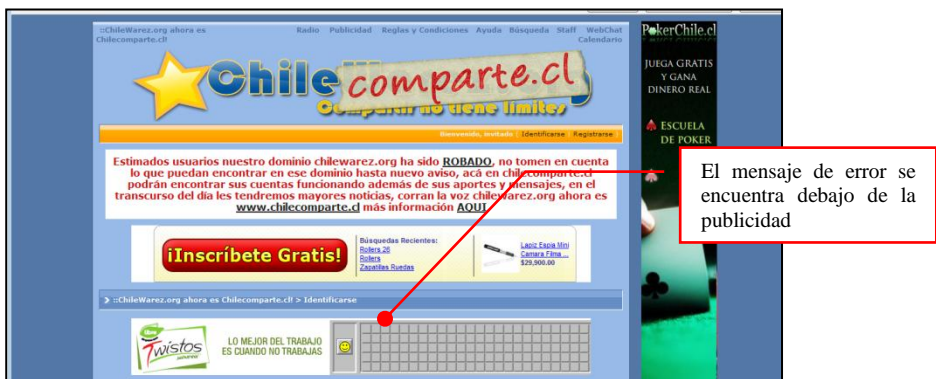 ::ChileWarez.org ahora es
Chilecomparte.cl!
Radio Publicidad Reglas y Condiciones Ayuda Búsqueda Staff WebChat
Calendario
Chile comparte.cl
Compartir no tiene limites
Bienvenido, invitado ( Identificarse | Registrarse )
Estimados usuarios nuestro dominio chilewarez.org ha sido ROBADO, no tomen en cuenta
lo que puedan encontrar en ese dominio hasta nuevo aviso, acá en chilecomparte.cl
podrán encontrar sus cuentas funcionando además de sus aportes y mensajes, en el
transcurso del día les tendremos mayores noticias, corran la voz chilewarez.org ahora es
www.chilecomparte.cl más información AQUI
¡Inscríbete Gratis!
Búsquedas Recientes:
Rollers 26
Rollers
Zapatillas Ruedas
Lapiz Espia Mini
Camara Filma ...
$29,900.00
::ChileWarez.org ahora es Chilecomparte.cl! > Identificarse
Twistos
LO MEJOR DEL TRABAJO
ES CUANDO NO TRABAJAS
PokerChile.cl
JUEGA GRATIS
Y GANA
DINERO REAL
ESCUELA
DE POKER
El mensaje de error se
encuentra debajo de la
publicidad